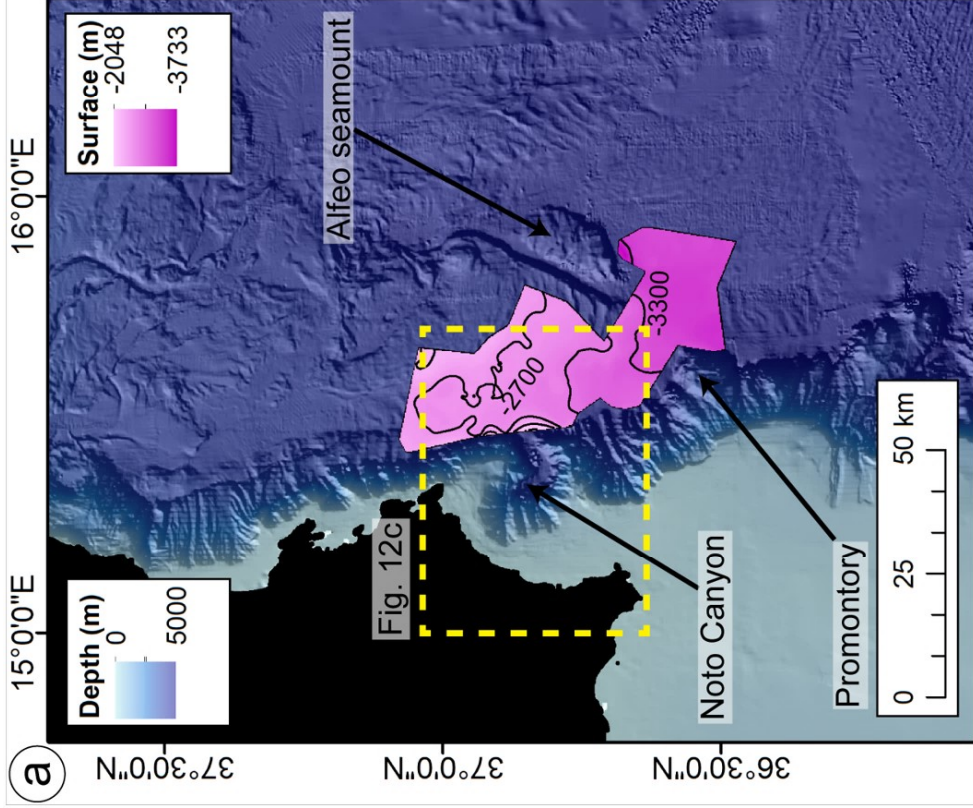 a
15°0'0"E
16°0'0"E
Depth (m)
0
5000
Surface (m)
-2048
-3733
Alfeo seamount
Fig. 12c
-2700
-3300
Noto Canyon
Promontory
0 25 50 km
37°30'0"N
37°0'0"N
36°30'0"N